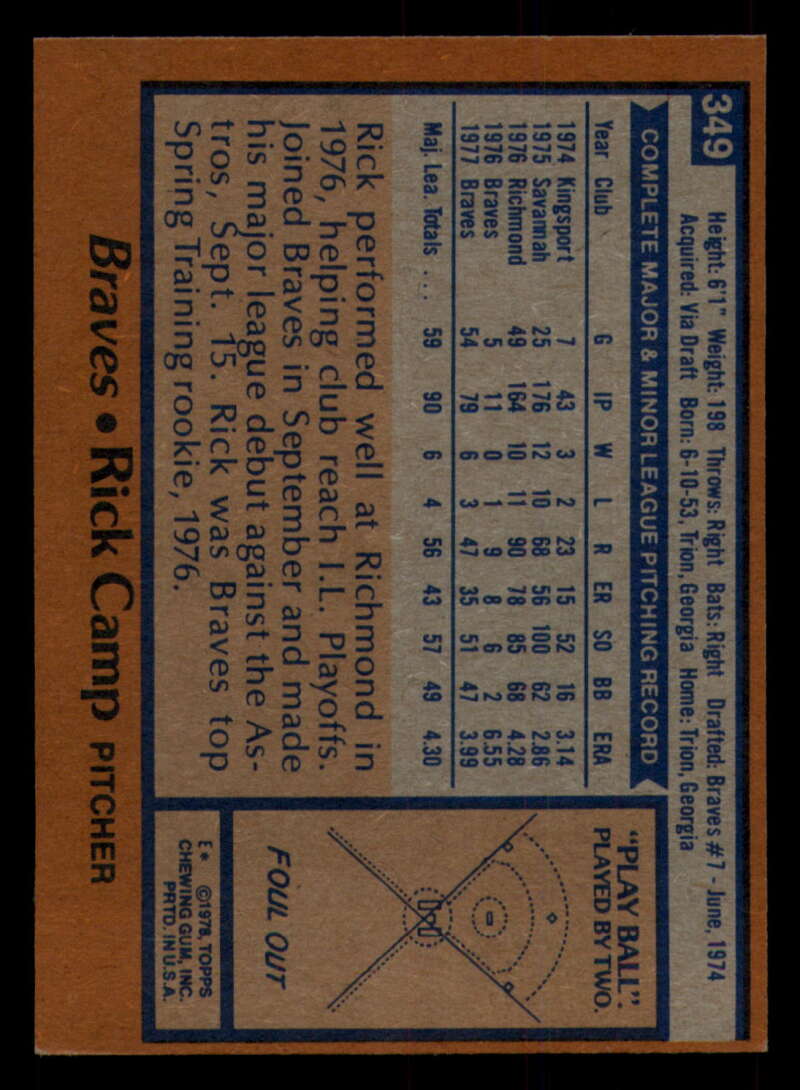 349
Height: 6'1" Weight: 198 Throws: Right Bats: Right Drafted: Braves #7 - June, 1974
Acquired: Via Draft Born: 6-10-53, Trion, Georgia Home: Trion, Georgia
COMPLETE MAJOR & MINOR LEAGUE PITCHING RECORD
Year Club G IP W L R ER SO BB ERA
1974 Kingsport 7 43 3 2 23 15 52 16 3.14
1975 Savannah 25 176 12 10 68 56 100 62 2.86
1976 Richmond 49 164 10 11 90 78 85 68 4.28
1976 Braves 5 11 0 1 9 8 6 2 6.55
1977 Braves 54 79 6 3 47 35 51 47 3.99
Maj. Lea. Totals ... 59 90 6 4 56 43 57 49 4.30
Rick performed well at Richmond in
1976, helping club reach I.L. Playoffs.
Joined Braves in September and made
his major league debut against the As-
tros, Sept. 15. Rick was Braves top
Spring Training rookie, 1976.
"PLAY BALL":
PLAYED BY TWO.
FOUL OUT
E* ©1978, TOPPS
CHEWING GUM, INC.
PRTD. IN U.S.A.
Braves • Rick Camp PITCHER